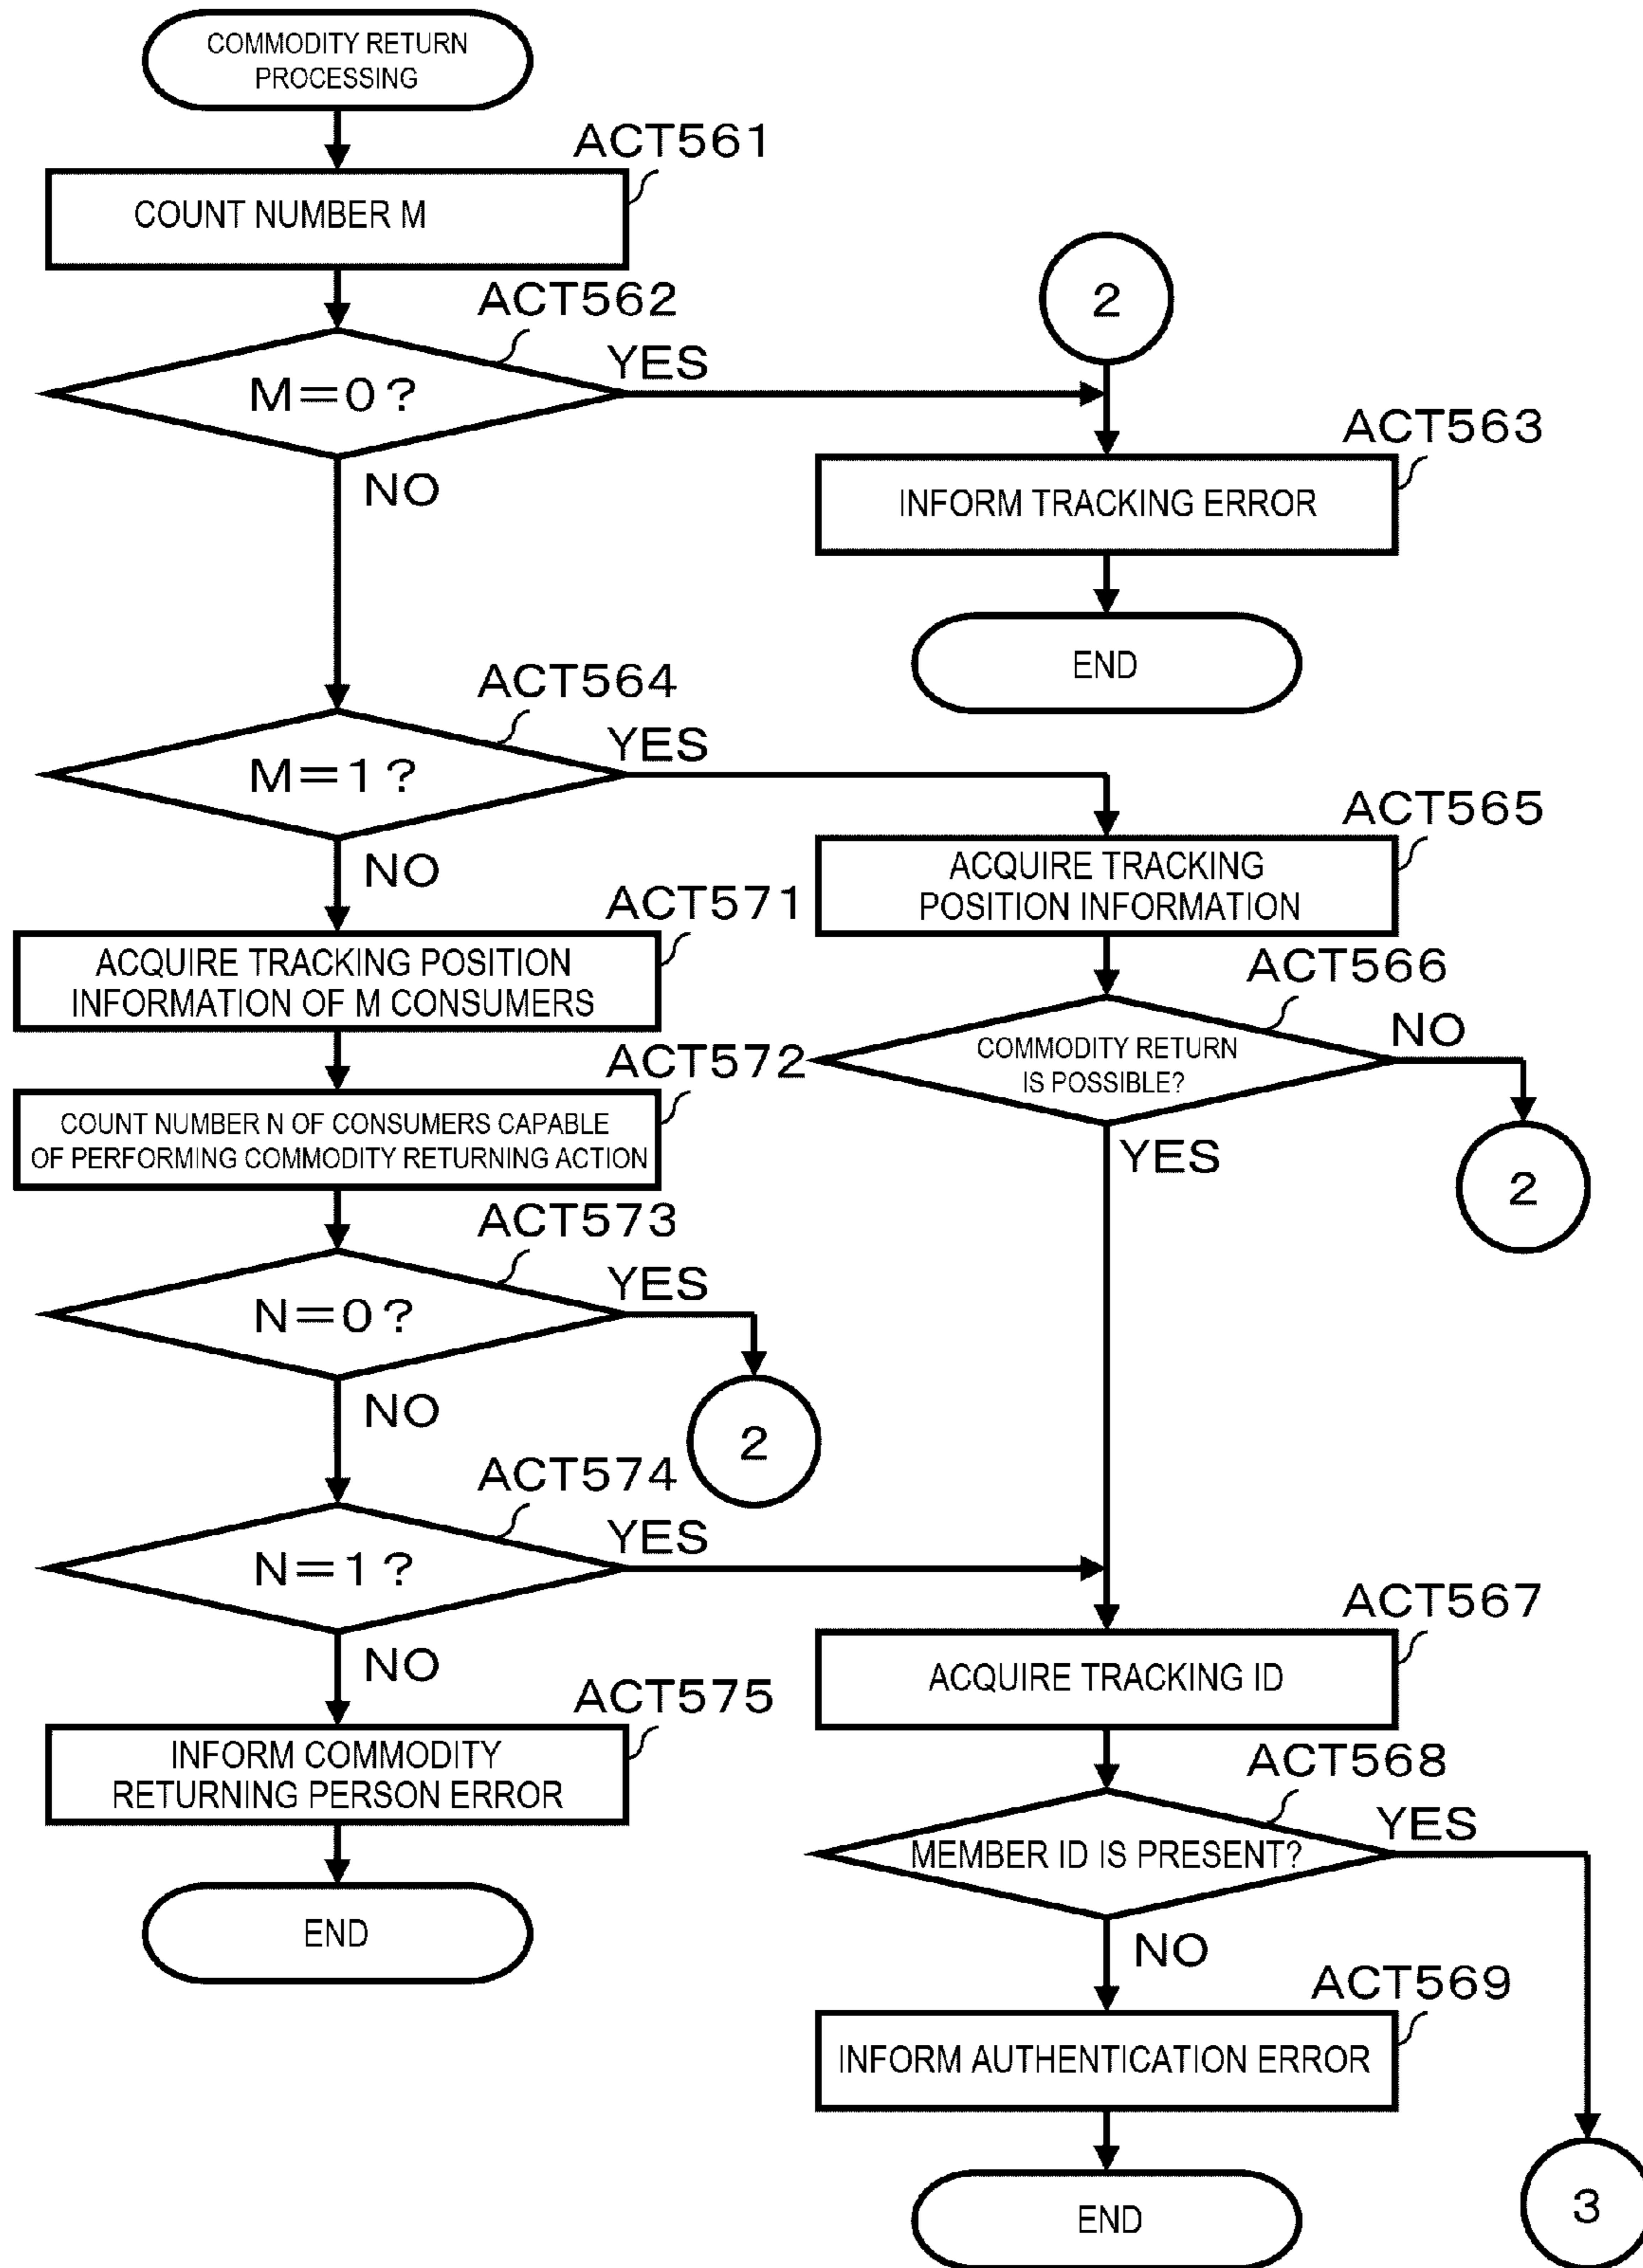 COMMODITY RETURN
PROCESSING
ACT561
COUNT NUMBER M
ACT562
M=0?
YES
NO
2
ACT563
INFORM TRACKING ERROR
END
ACT564
M=1?
YES
NO
ACT565
ACQUIRE TRACKING
POSITION INFORMATION
ACT566
COMMODITY RETURN
IS POSSIBLE?
NO
2
YES
ACT571
ACQUIRE TRACKING POSITION
INFORMATION OF M CONSUMERS
ACT572
COUNT NUMBER N OF CONSUMERS CAPABLE
OF PERFORMING COMMODITY RETURNING ACTION
ACT573
N=0?
YES
2
NO
ACT574
N=1?
YES
NO
ACT575
INFORM COMMODITY
RETURNING PERSON ERROR
END
ACT567
ACQUIRE TRACKING ID
ACT568
MEMBER ID IS PRESENT?
YES
NO
ACT569
INFORM AUTHENTICATION ERROR
END
3